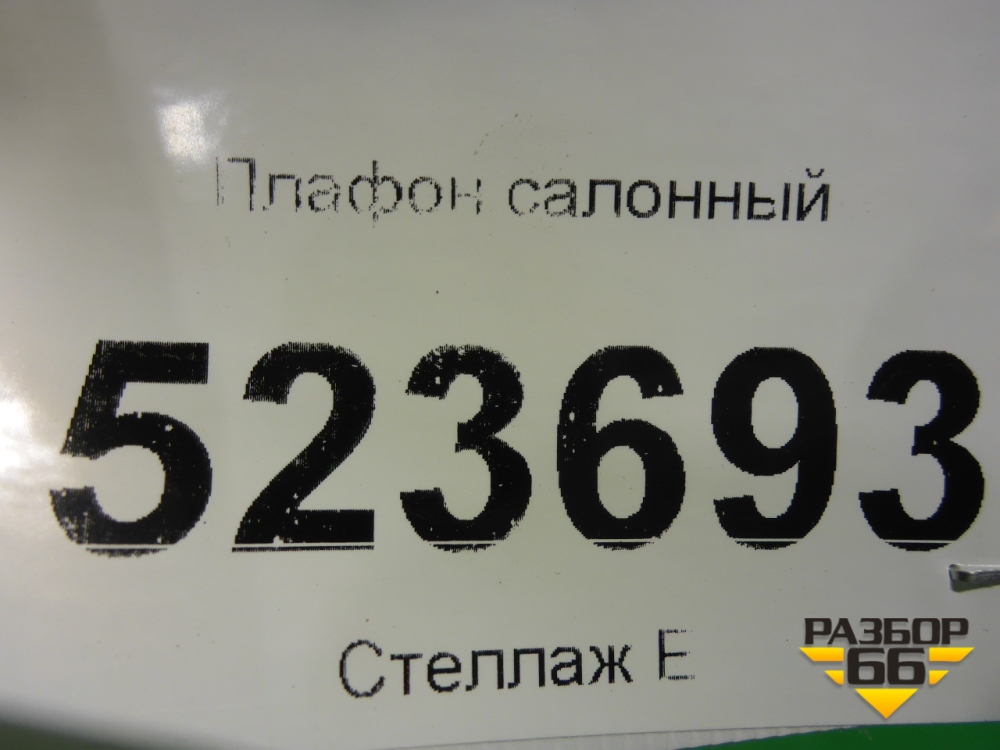 Плафон салонный
523693
Стеллаж Е
РАЗБОР
66